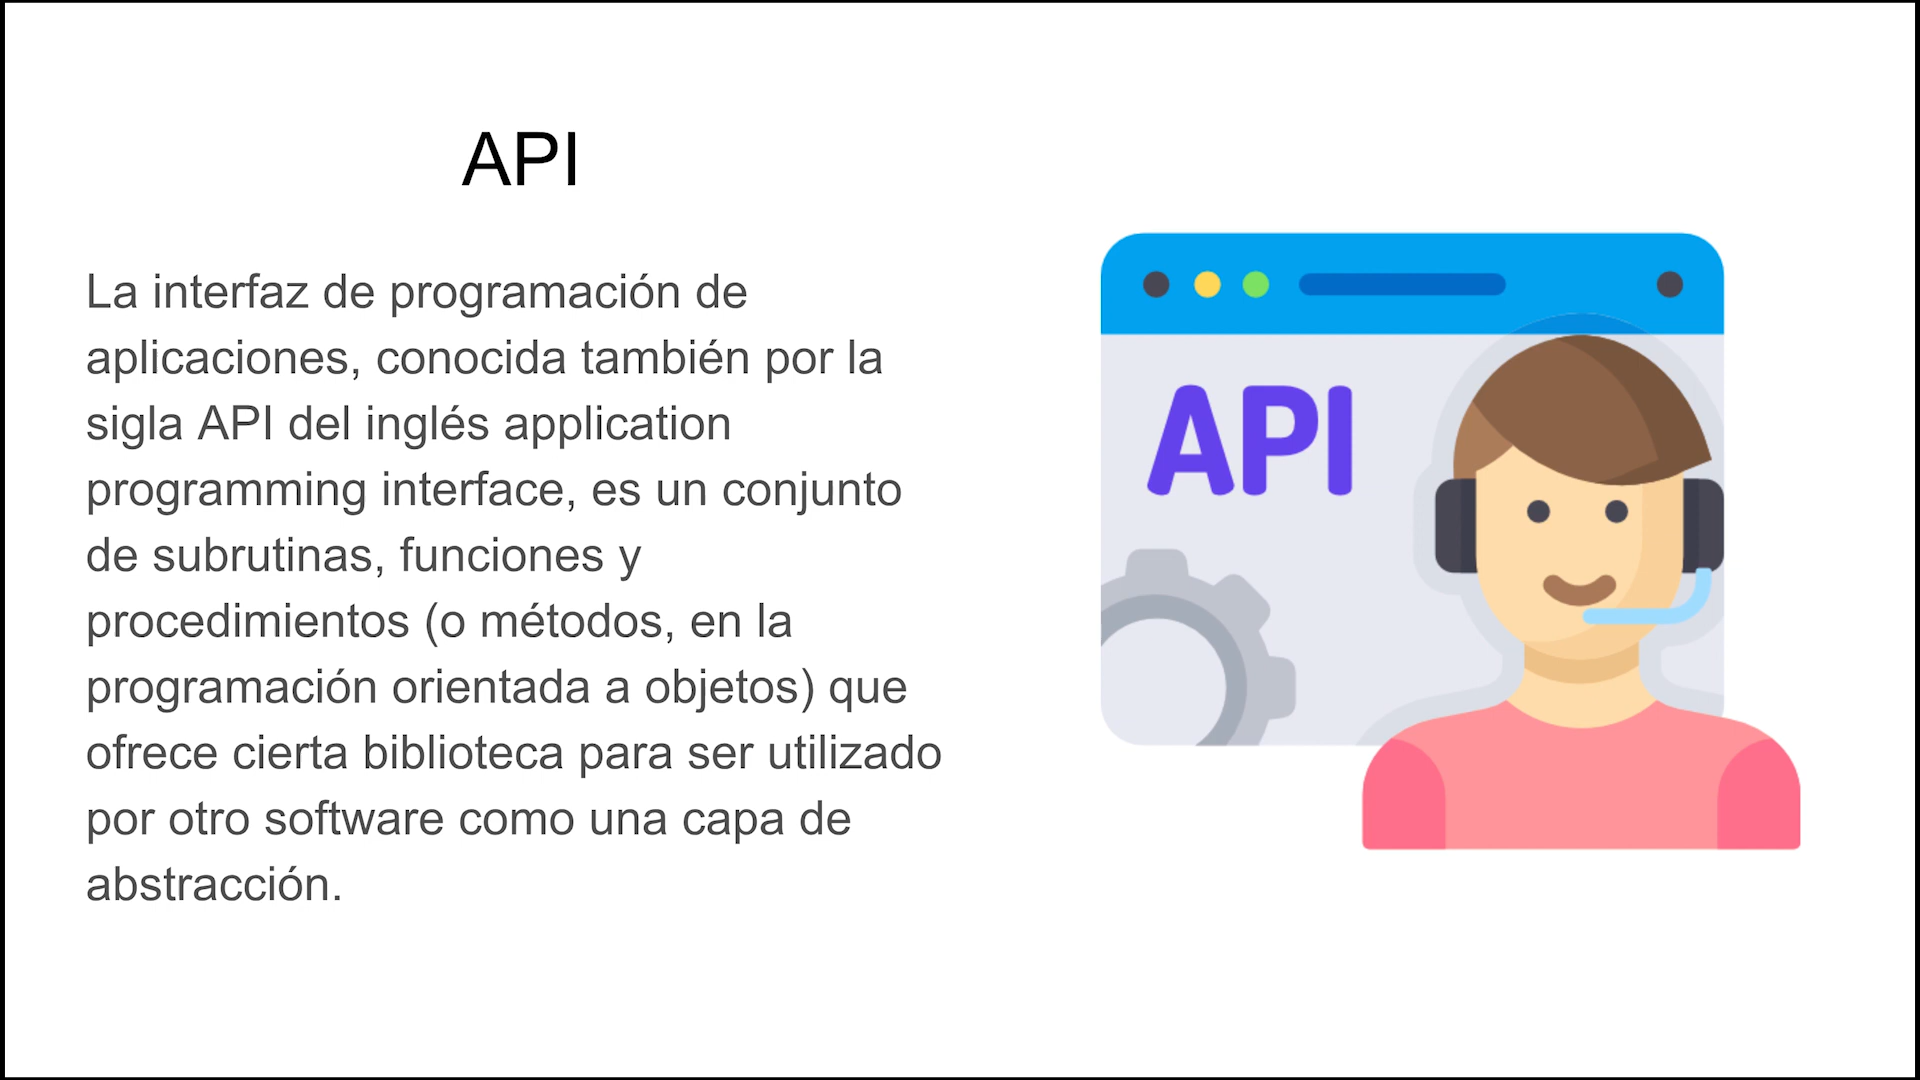 API
La interfaz de programación de
aplicaciones, conocida también por la
sigla API del inglés application
programming interface, es un conjunto
de subrutinas, funciones y
procedimientos (o métodos, en la
programación orientada a objetos) que
ofrece cierta biblioteca para ser utilizado
por otro software como una capa de
abstracción.
API